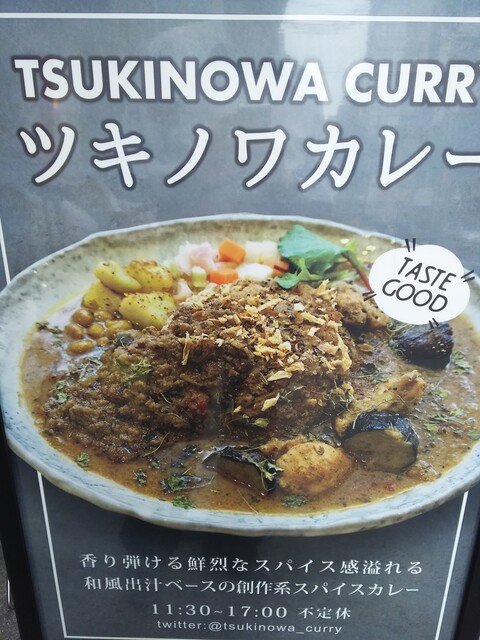 TSUKINOWA CURRY
ツキノワカレー
TASTE
GOOD
香り弾ける鮮烈なスパイス感溢れる
和風出汁ベースの創作系スパイスカレー
11:30~17:00 不定休
twitter:@tsukinowa_curry